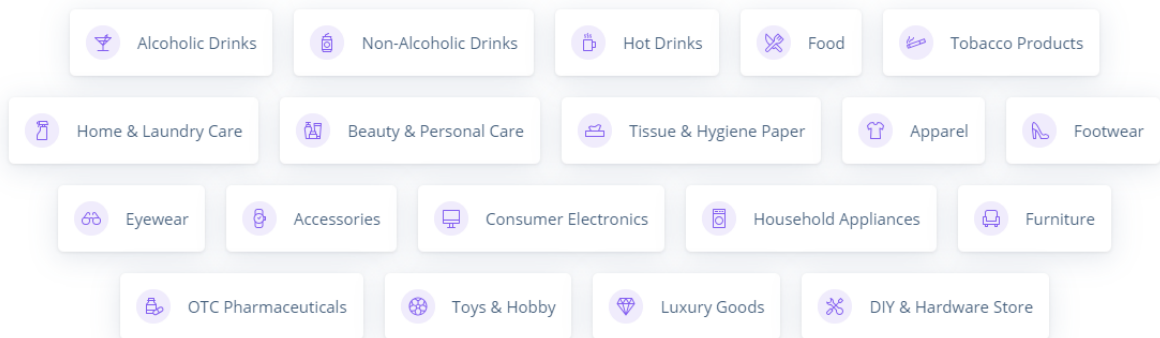 Alcoholic Drinks
Non-Alcoholic Drinks
Hot Drinks
Food
Tobacco Products
Home & Laundry Care
Beauty & Personal Care
Tissue & Hygiene Paper
Apparel
Footwear
Eyewear
Accessories
Consumer Electronics
Household Appliances
Furniture
OTC Pharmaceuticals
Toys & Hobby
Luxury Goods
DIY & Hardware Store